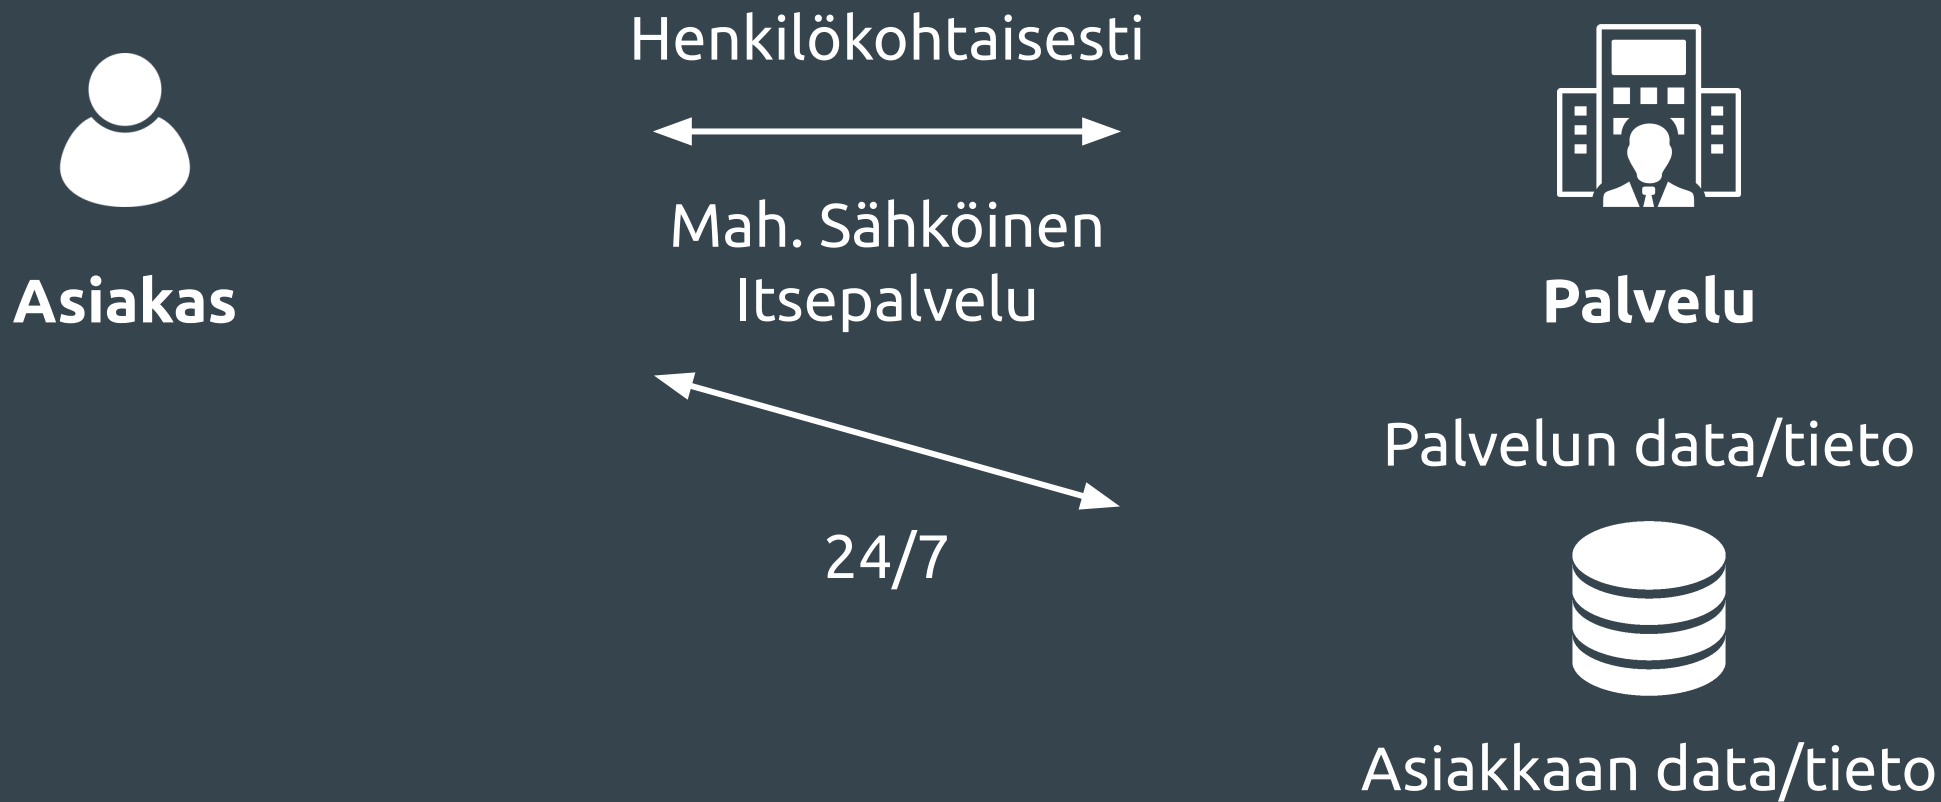 Henkilökohtaisesti
Mah. Sähköinen
Itsepalvelu
Asiakas
Palvelu
Palvelun data/tieto
24/7
Asiakkaan data/tieto